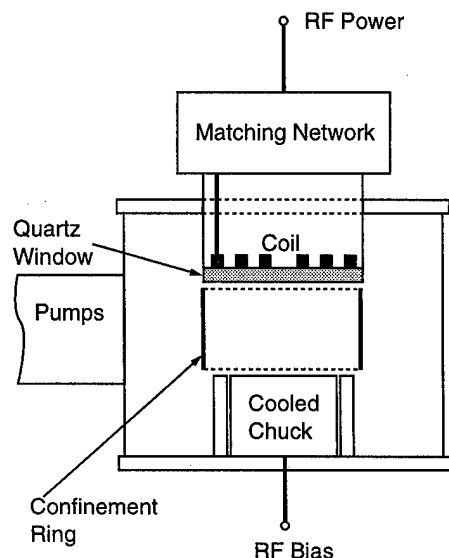 RF Power
Matching Network
Coil
Quartz
Window
Pumps
Cooled
Chuck
Confinement
Ring
RF Bias